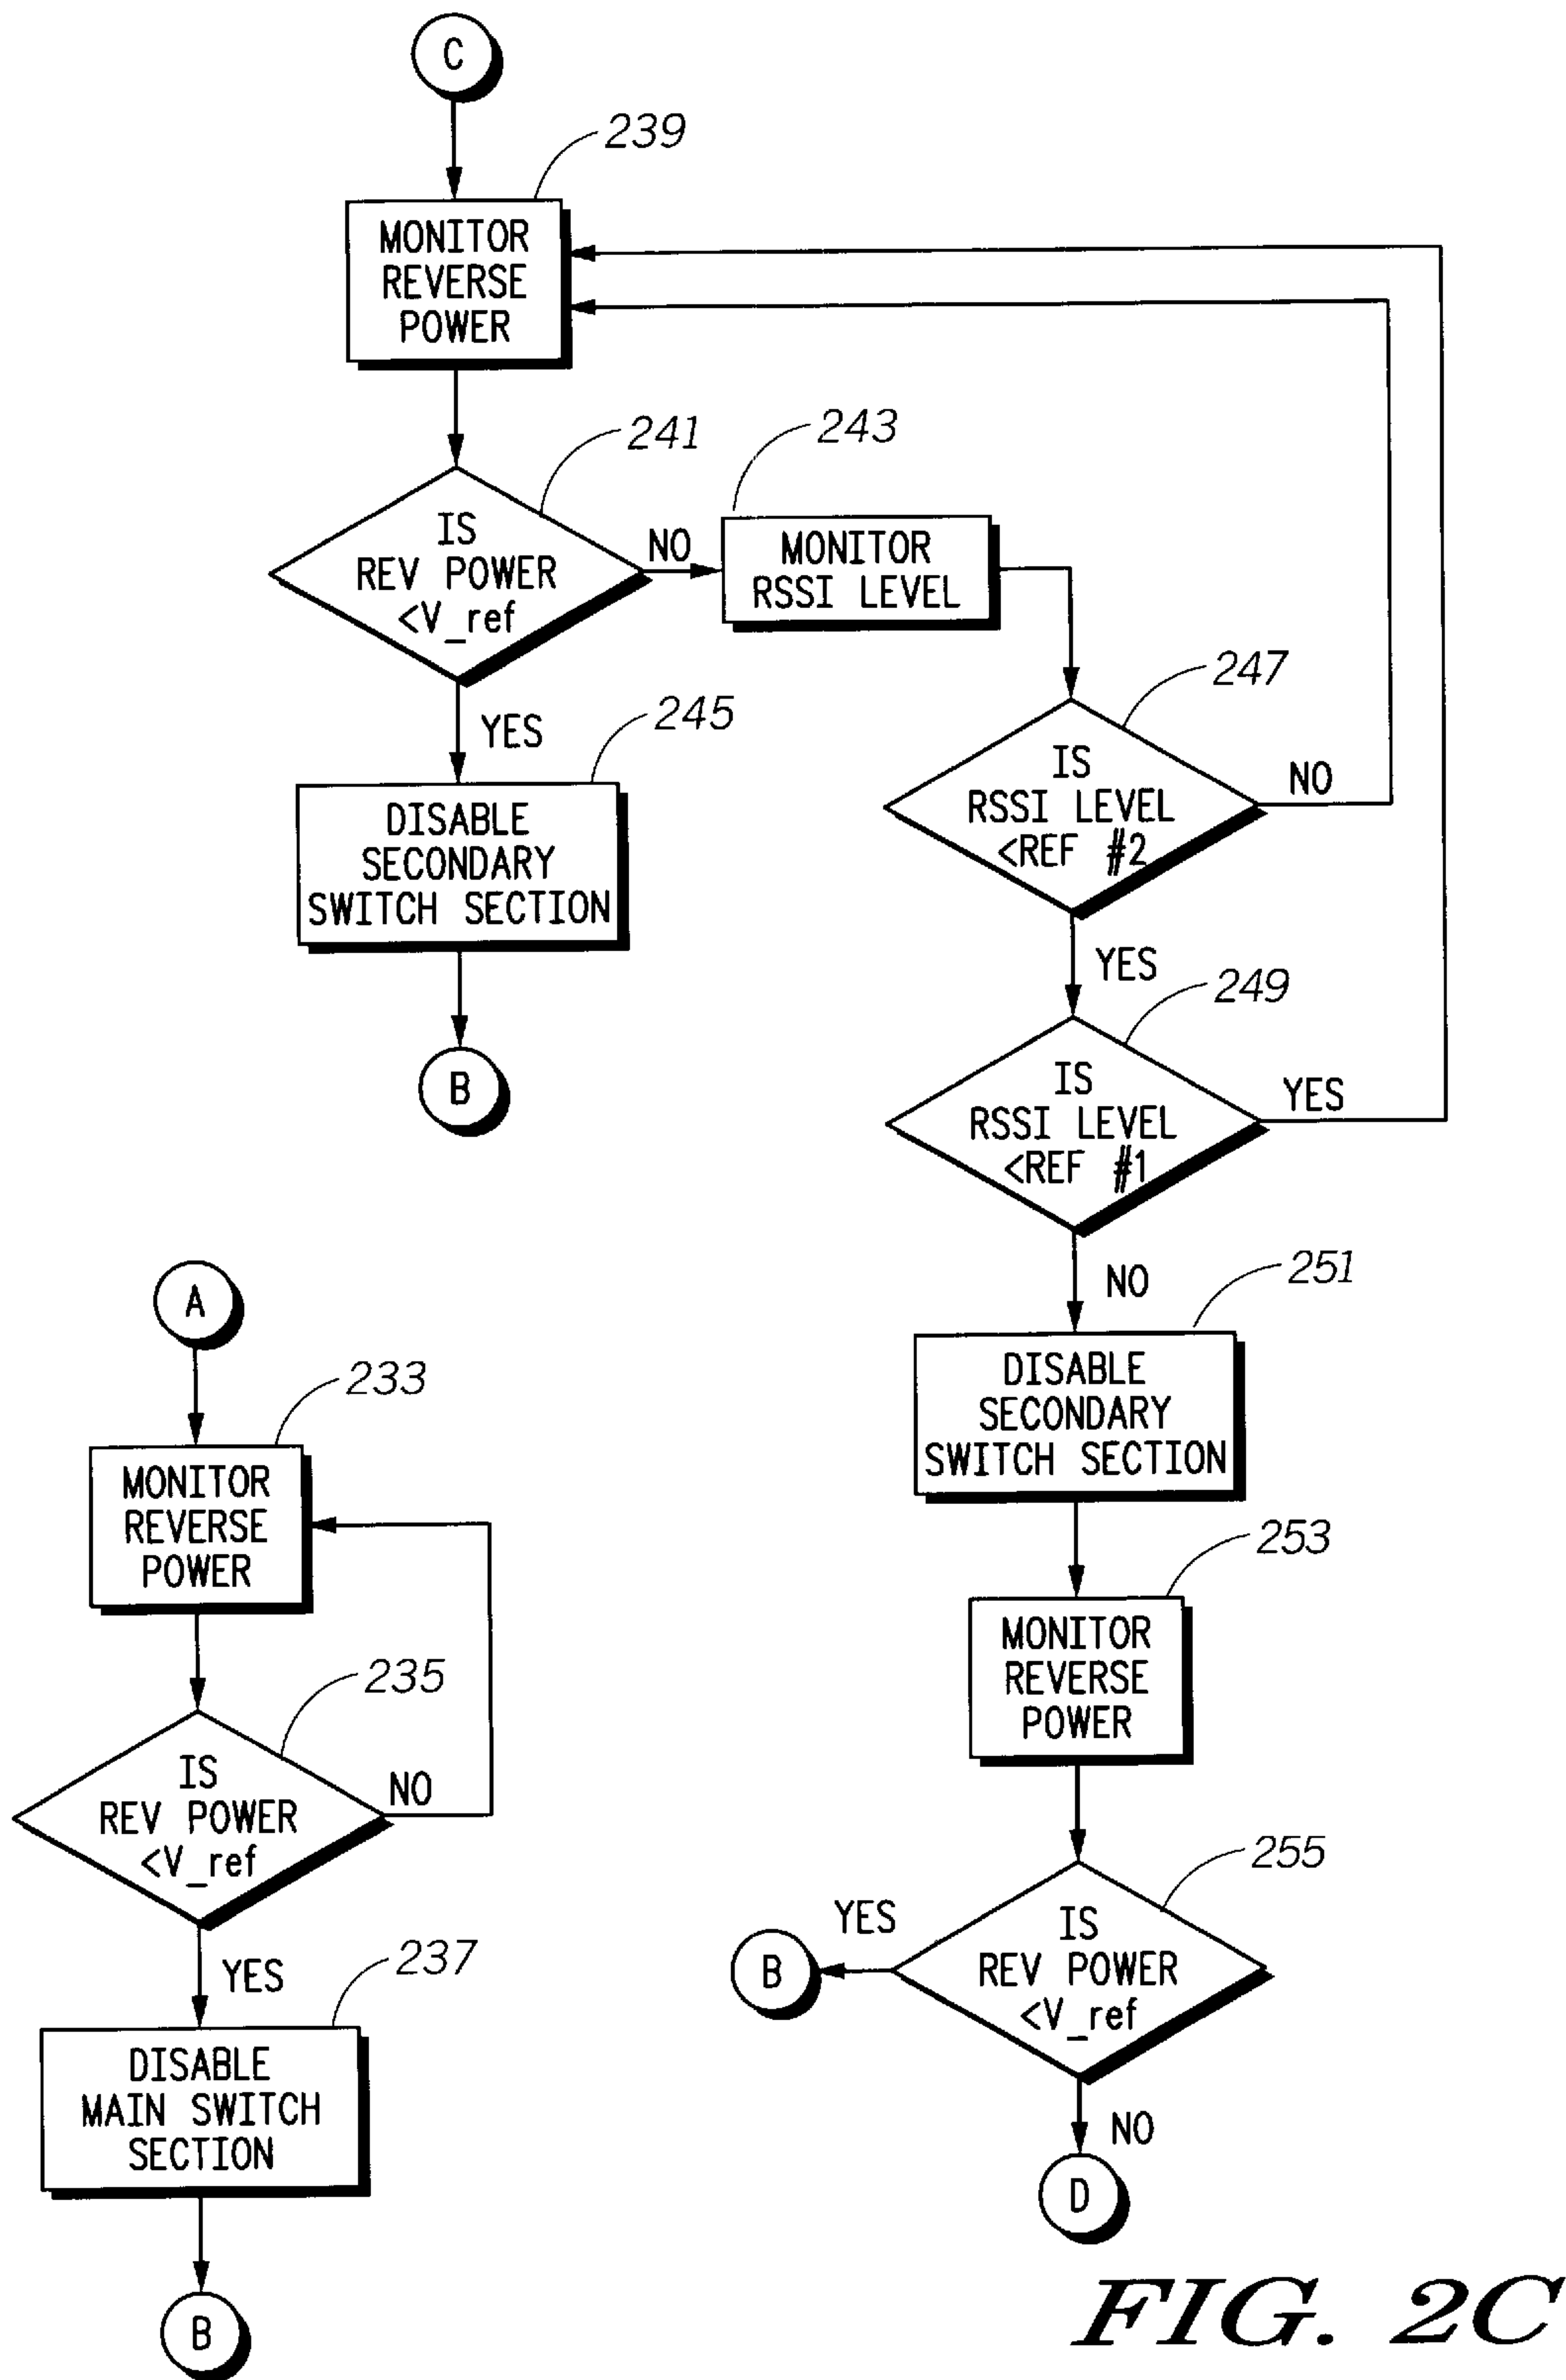 C
239
MONITOR
REVERSE
POWER
241
IS
REV POWER
<V_ref
NO
243
MONITOR
RSSI LEVEL
YES
245
DISABLE
SECONDARY
SWITCH SECTION
B
247
IS
RSSI LEVEL
<REF #2
NO
YES
249
IS
RSSI LEVEL
<REF #1
YES
NO
251
DISABLE
SECONDARY
SWITCH SECTION
253
MONITOR
REVERSE
POWER
255
IS
REV POWER
<V_ref
YES
B
NO
D
A
233
MONITOR
REVERSE
POWER
235
IS
REV POWER
<V_ref
NO
YES
237
DISABLE
MAIN SWITCH
SECTION
B
FIG. 2C